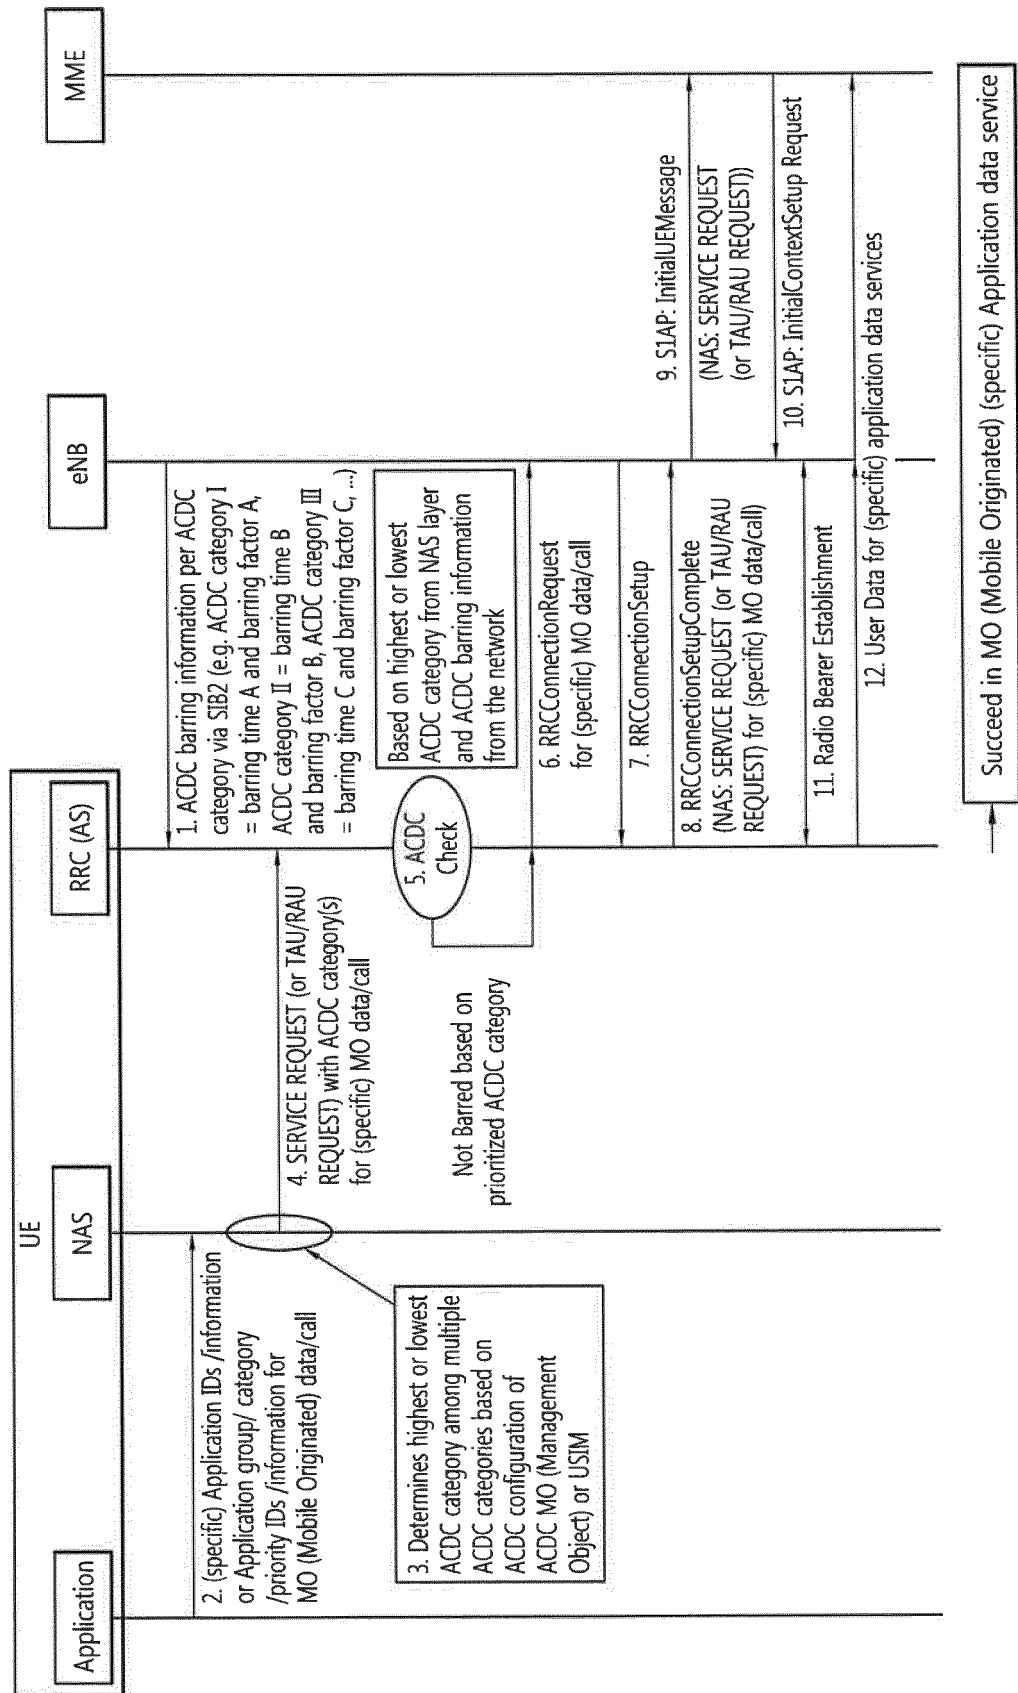 UE
Application
NAS
RRC (AS)
eNB
MME
1. ACDC barring information per ACDC
category via SIB2 (e.g. ACDC category I
= barring time A and barring factor A,
ACDC category II = barring time B
and barring factor B, ACDC category III
= barring time C and barring factor C, ...)
2. (specific) Application IDs /information
or Application group/ category
/priority IDs /information for
MO (Mobile Originated) data/call
3. Determines highest or lowest
ACDC category among multiple
ACDC categories based on
ACDC configuration of
ACDC MO (Management
Object) or USIM
4. SERVICE REQUEST (or TAU/RAU
REQUEST) with ACDC category(s)
for (specific) MO data/call
5. ACDC
Check
Based on highest or lowest
ACDC category from NAS layer
and ACDC barring information
from the network
Not Barred based on
prioritized ACDC category
6. RRCConnectionRequest
for (specific) MO data/call
7. RRCConnectionSetup
8. RRCConnectionSetupComplete
(NAS: SERVICE REQUEST (or TAU/RAU
REQUEST) for (specific) MO data/call)
9. S1AP: InitialUEMessage
(NAS: SERVICE REQUEST
(or TAU/RAU REQUEST))
10. S1AP: InitialContextSetup Request
11. Radio Bearer Establishment
12. User Data for (specific) application data services
Succeed in MO (Mobile Originated) (specific) Application data service